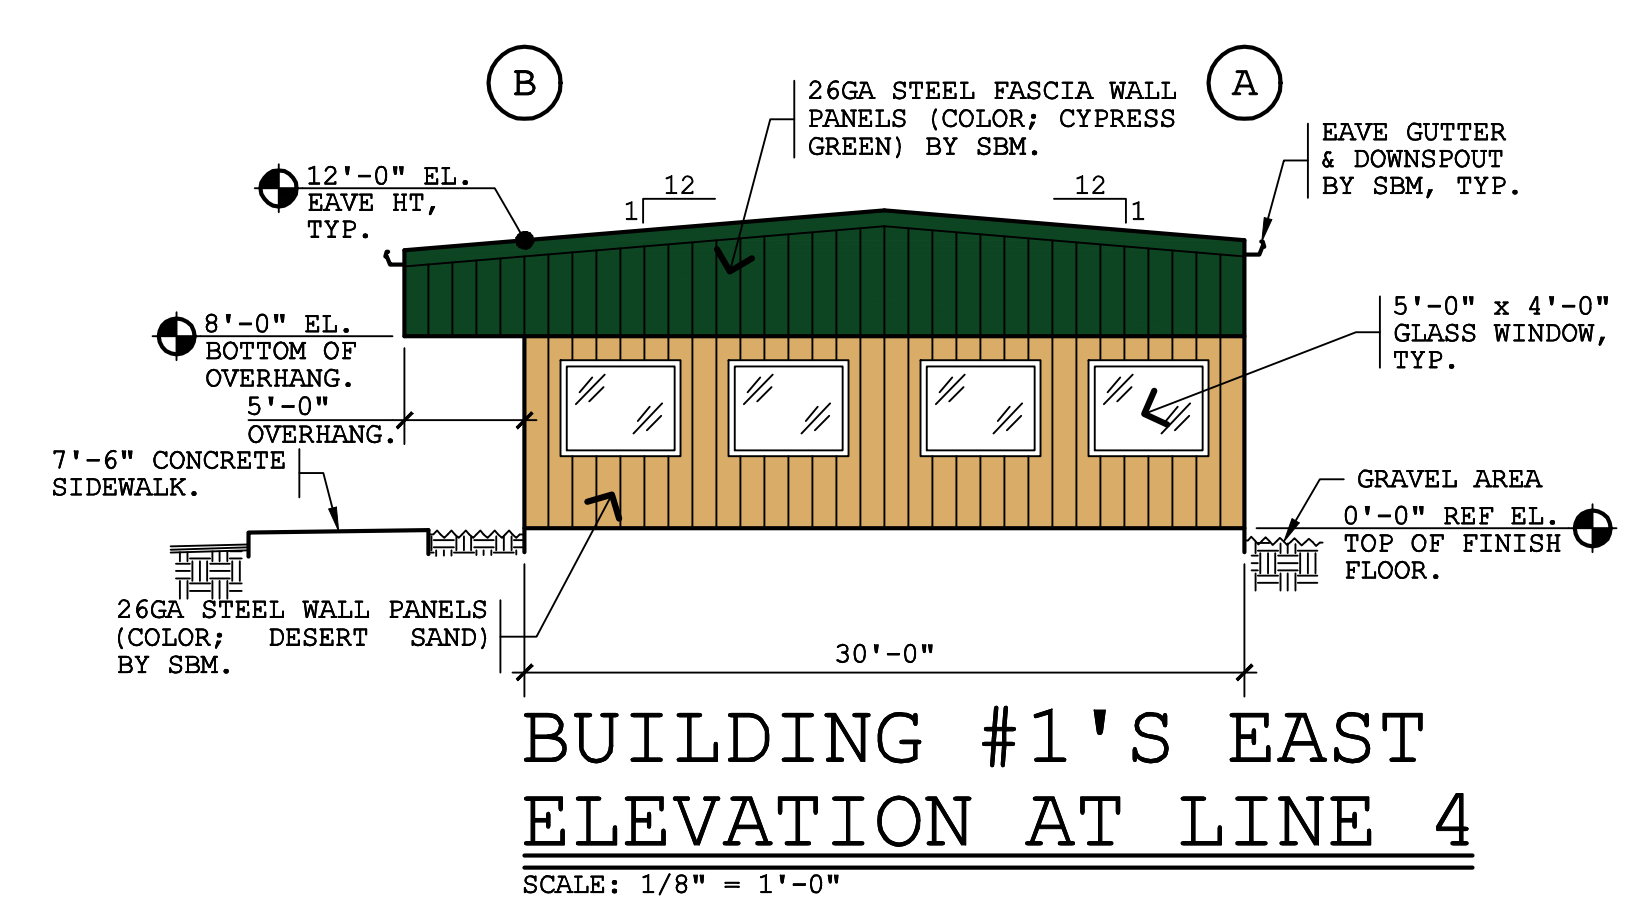 B
A
26GA STEEL FASCIA WALL
PANELS (COLOR; CYPRESS
GREEN) BY SBM.
EAVE GUTTER
& DOWNSPOUT
BY SBM, TYP.
12'-0" EL.
EAVE HT,
TYP.
12
1
12
1
8'-0" EL.
BOTTOM OF
OVERHANG.
5'-0" x 4'-0"
GLASS WINDOW,
TYP.
5'-0"
OVERHANG.
7'-6" CONCRETE
SIDEWALK.
GRAVEL AREA
0'-0" REF EL.
TOP OF FINISH
FLOOR.
26GA STEEL WALL PANELS
(COLOR; DESERT SAND)
BY SBM.
30'-0"
BUILDING #1'S EAST
ELEVATION AT LINE 4
SCALE: 1/8" = 1'-0"